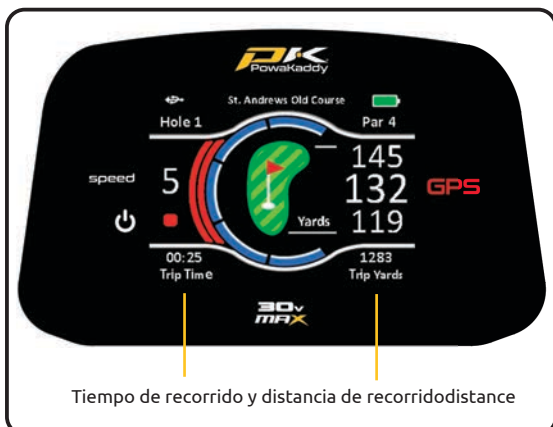 PK
PowaKaddy
St. Andrews Old Course
Hole 1
Par 4
speed
5
145
132
119
GPS
Yards
00:25
Trip Time
1283
Trip Yards
30v
MAX
Tiempo de recorrido y distancia de recorridodistance